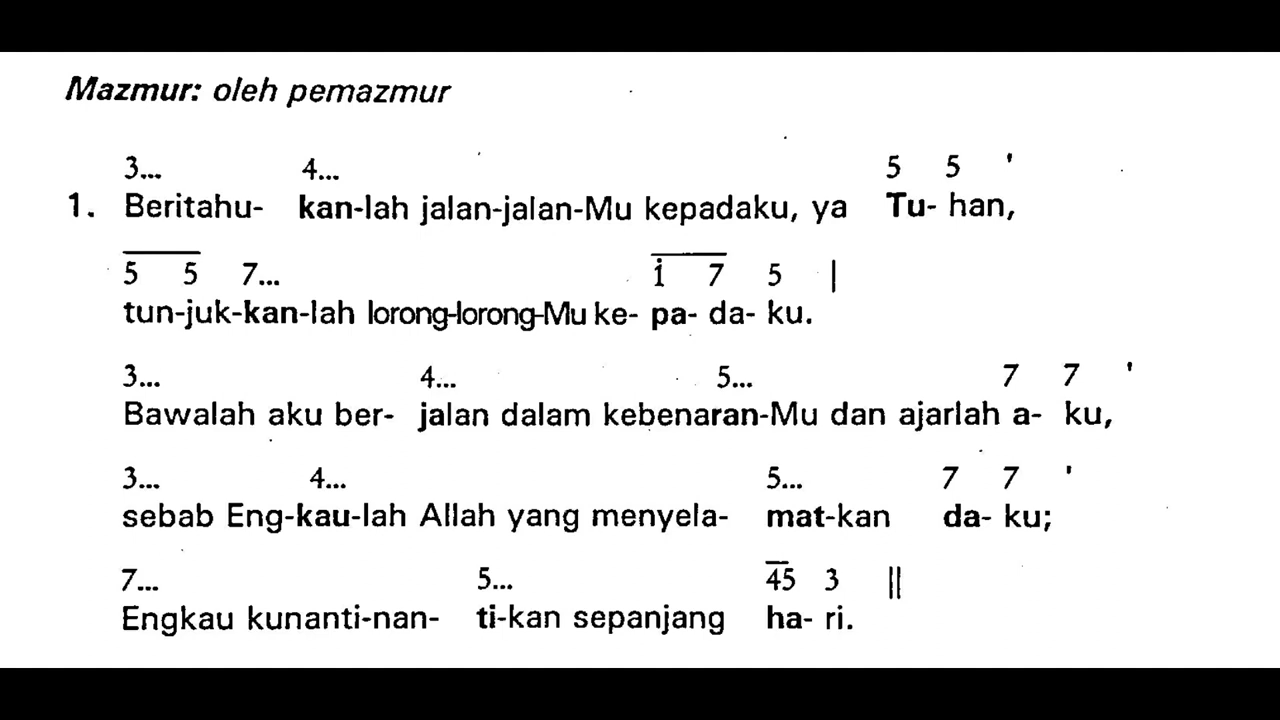 Mazmur: oleh pemazmur
3... 4... 5 5 '
1. Beritahu- kan-lah jalan-jalan-Mu kepadaku, ya Tu- han,
5 5 7... i 7 5 |
tun-juk-kan-lah lorong-lorong-Mu ke- pa- da- ku.
3... 4... 5... 7 7 '
Bawalah aku ber- jalan dalam kebenaran-Mu dan ajarlah a- ku,
3... 4... 5... 7 7 '
sebab Eng-kau-lah Allah yang menyela- mat-kan da- ku;
7... 5... 45 3 ||
Engkau kunanti-nan- ti-kan sepanjang ha- ri.